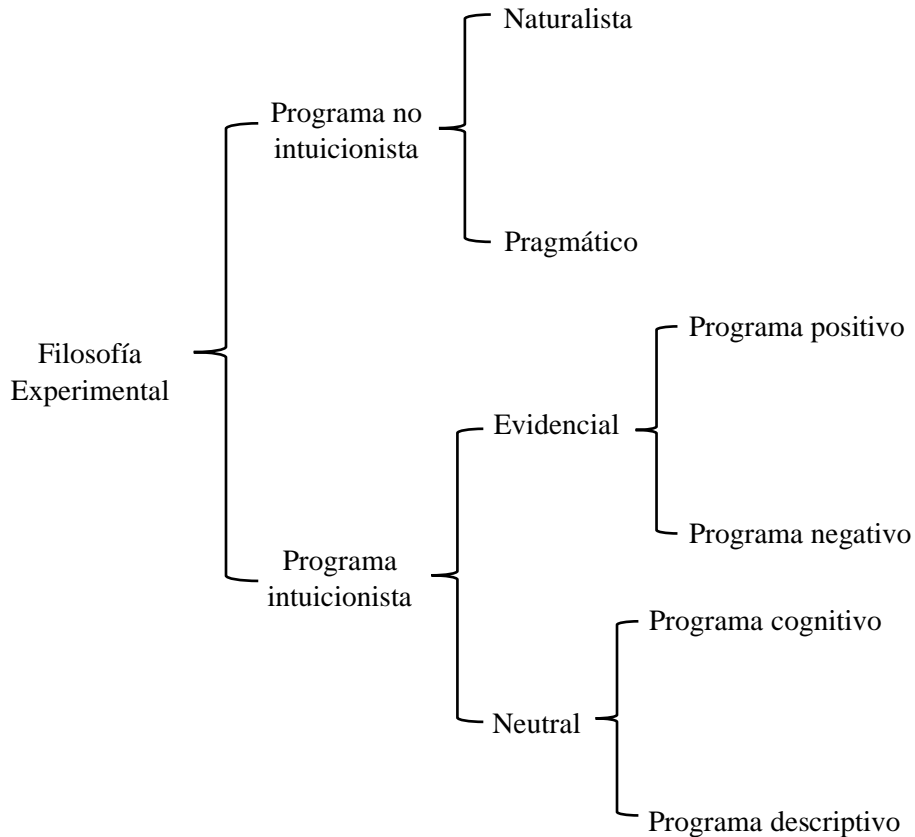 Naturalista
Programa no
intuicionista
Pragmático
Programa positivo
Filosofía
Experimental
Evidencial
Programa negativo
Programa
intuicionista
Programa cognitivo
Neutral
Programa descriptivo